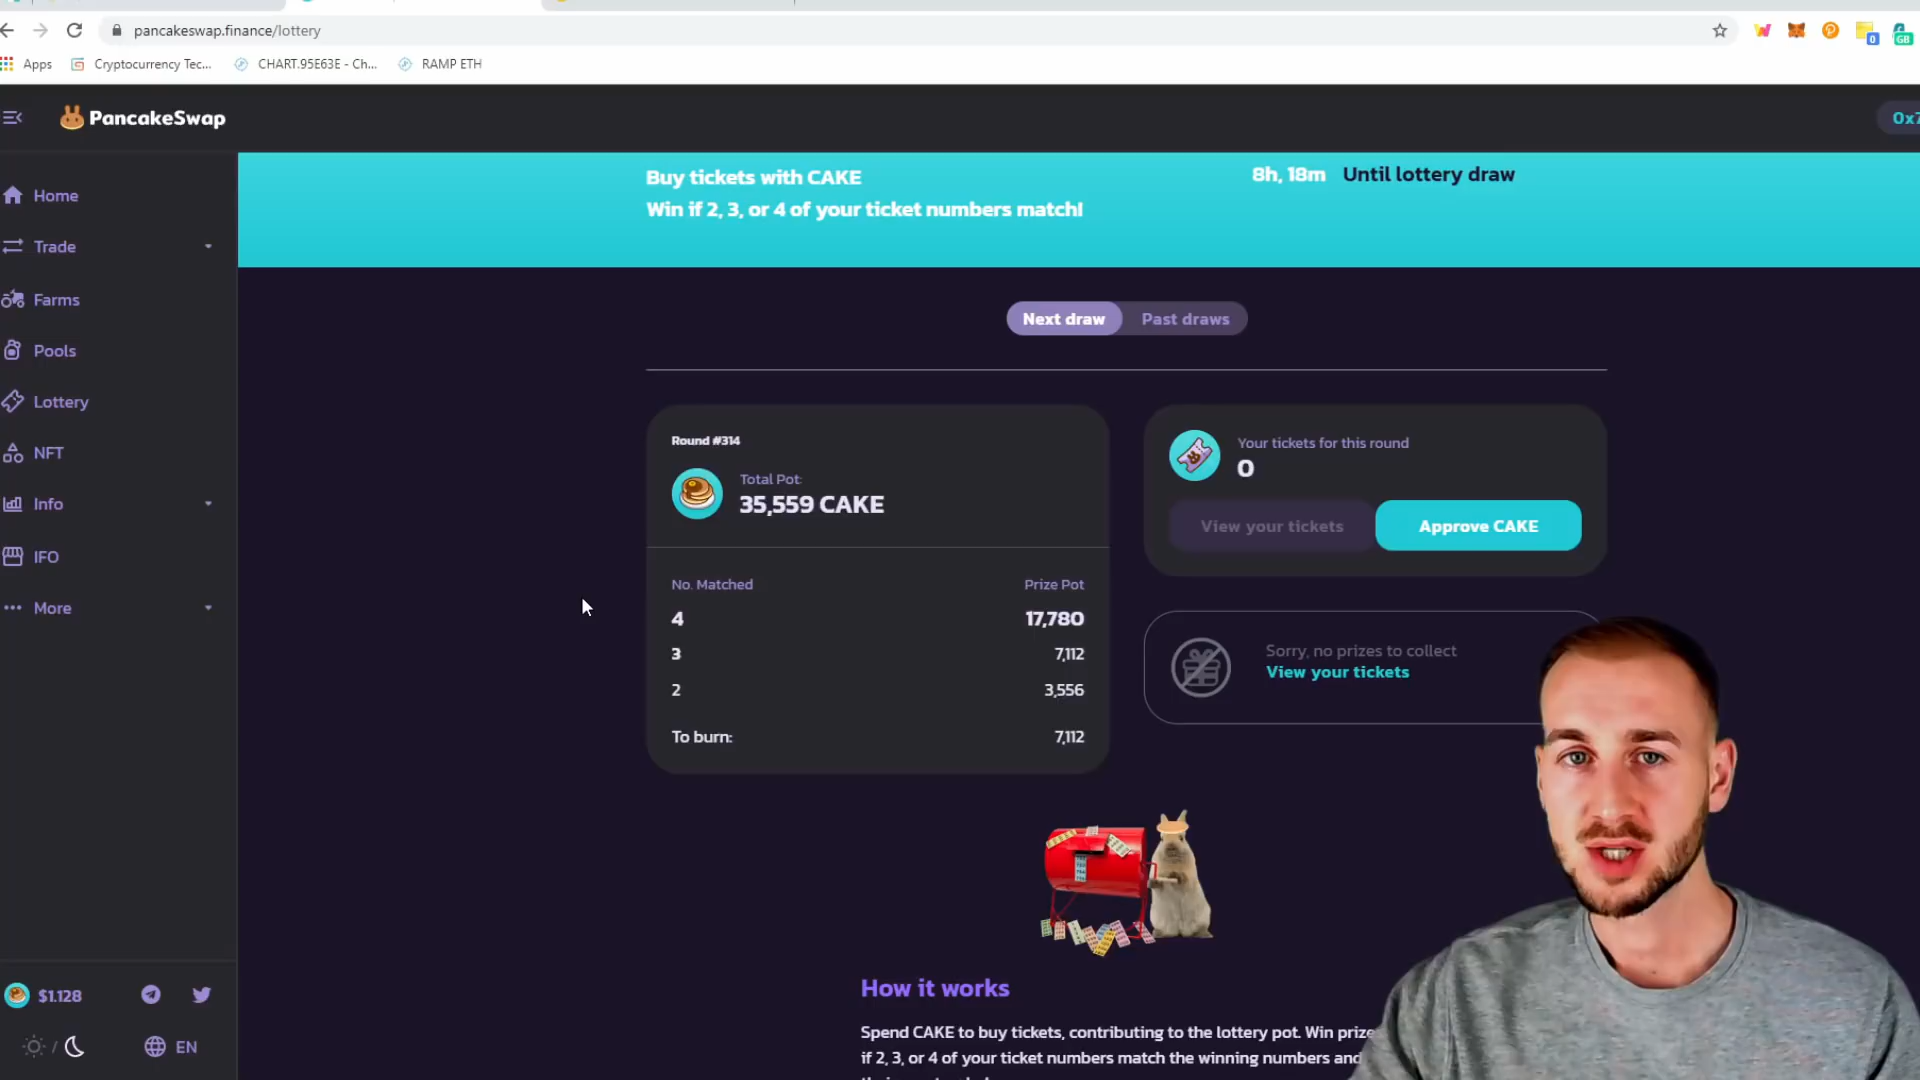 pancakeswap.finance/lottery
0
GB
Apps
Cryptocurrency Tec...
CHART.95E63E - Ch...
RAMP ETH
PancakeSwap
0x7
Home
Trade
Farms
Pools
Lottery
NFT
Info
IFO
More
$1.128
/
EN
Buy tickets with CAKE
Win if 2, 3, or 4 of your ticket numbers match!
8h, 18m Until lottery draw
Next draw
Past draws
Round #314
Total Pot:
35,559 CAKE
No. Matched Prize Pot
4 17,780
3 7,112
2 3,556
To burn: 7,112
Your tickets for this round
0
View your tickets
Approve CAKE
Sorry, no prizes to collect
View your tickets
How it works
Spend CAKE to buy tickets, contributing to the lottery pot. Win prize
if 2, 3, or 4 of your ticket numbers match the winning numbers and